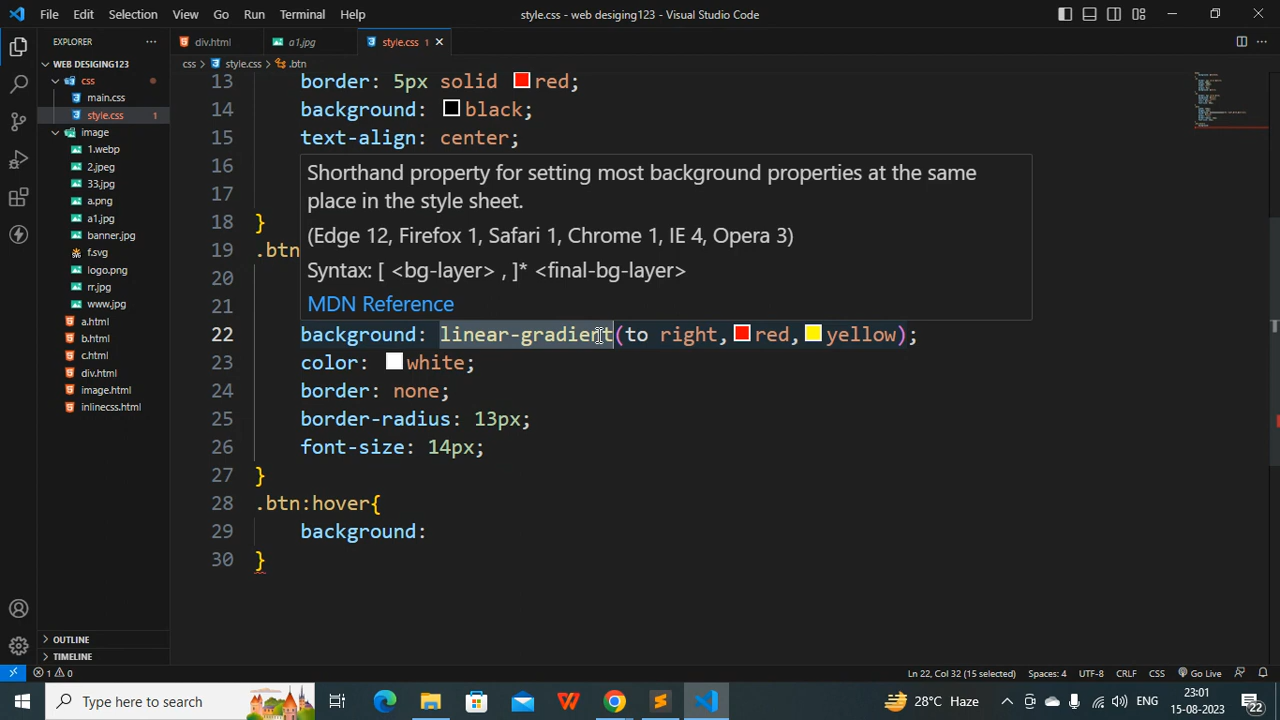 File Edit Selection View Go Run Terminal Help
style.css - web desiging123 - Visual Studio Code
EXPLORER
div.html
a1.jpg
style.css 1
WEB DESIGING123
css > style.css > .btn
css
main.css
style.css 1
image
1.webp
2.jpeg
33.jpg
a.png
a1.jpg
banner.jpg
f.svg
logo.png
rr.jpg
www.jpg
a.html
b.html
c.html
div.html
image.html
inlinecss.html
OUTLINE
TIMELINE
13 border: 5px solid red;
14 background: black;
15 text-align: center;
16
17
18 }
19 .btn
20
21
Shorthand property for setting most background properties at the same
place in the style sheet.
(Edge 12, Firefox 1, Safari 1, Chrome 1, IE 4, Opera 3)
Syntax: [ <bg-layer> , ]* <final-bg-layer>
MDN Reference
22 background: linear-gradient(to right,red,yellow);
23 color: white;
24 border: none;
25 border-radius: 13px;
26 font-size: 14px;
27 }
28 .btn:hover{
29 background:
30 }
1 0
Ln 22, Col 32 (15 selected) Spaces: 4 UTF-8 CRLF CSS Go Live
Type here to search
28°C Haze
ENG
23:01
15-08-2023
22